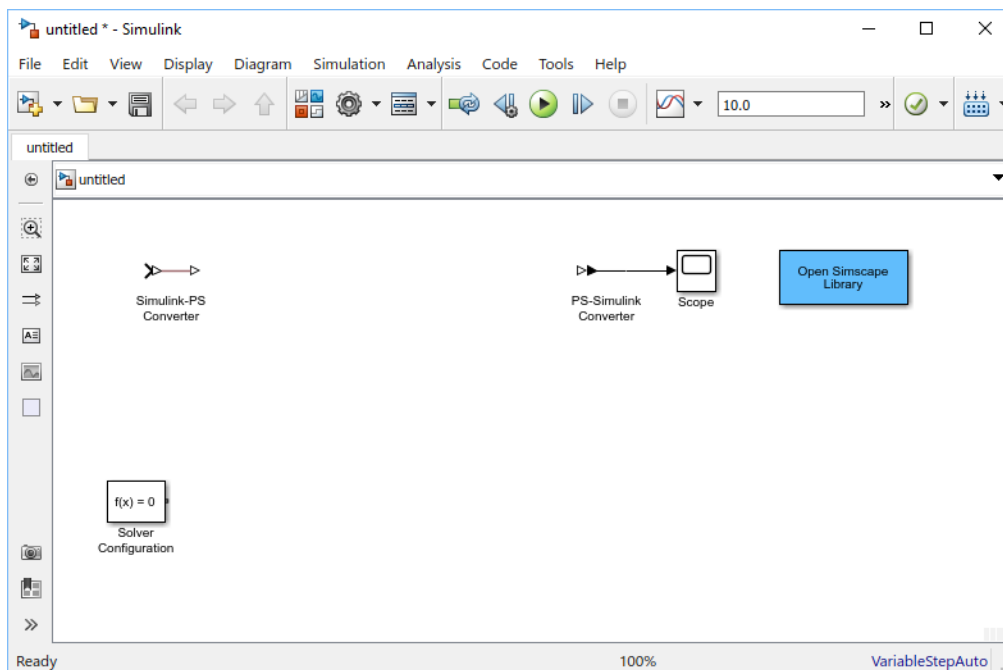 untitled * - Simulink
File Edit View Display Diagram Simulation Analysis Code Tools Help
10.0 »
untitled
untitled
Simulink-PS
Converter
PS-Simulink
Converter
Scope
Open Simscape
Library
f(x) = 0
Solver
Configuration
Ready 100% VariableStepAuto